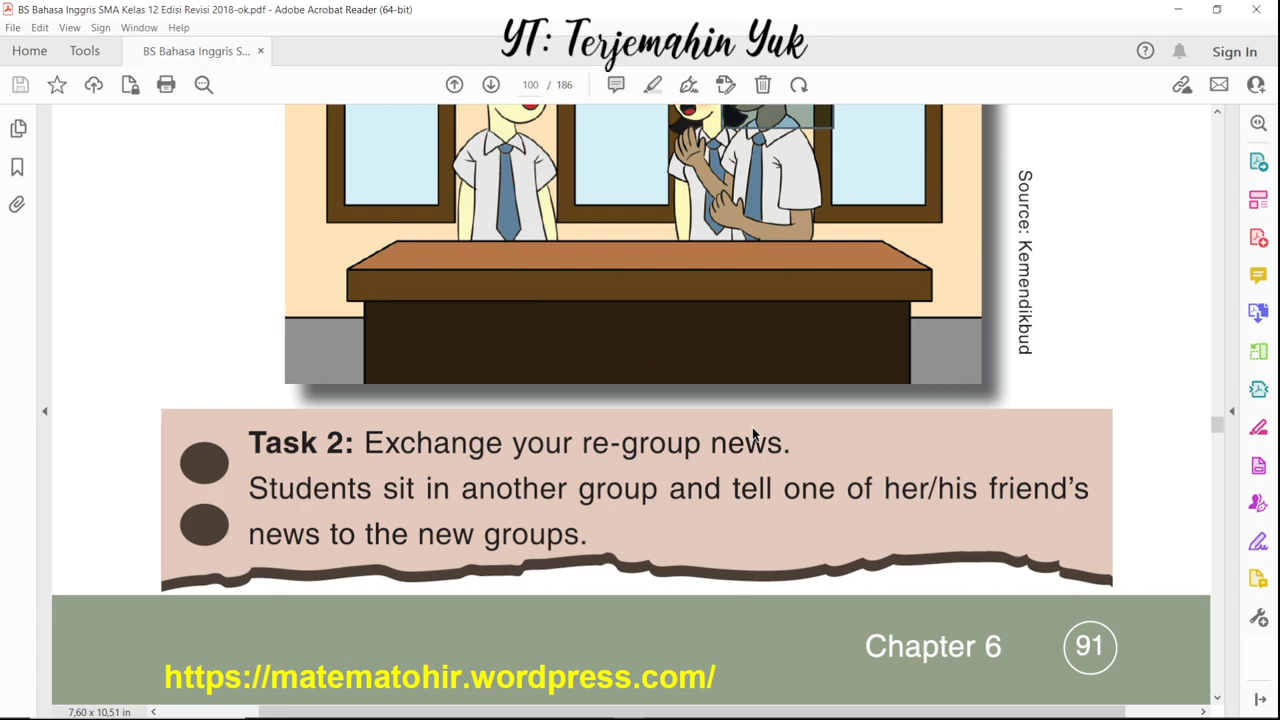 BS Bahasa Inggris SMA Kelas 12 Edisi Revisi 2018-ok.pdf - Adobe Acrobat Reader (64-bit)
File Edit View Sign Window Help
YT: Terjemahin Yuk
Home Tools BS Bahasa Inggris S... × Sign In
100 / 186
Source: Kemendikbud
Task 2: Exchange your re-group news.
Students sit in another group and tell one of her/his friend's
news to the new groups.
Chapter 6 91
https://matematohir.wordpress.com/
7,60 x 10,51 in